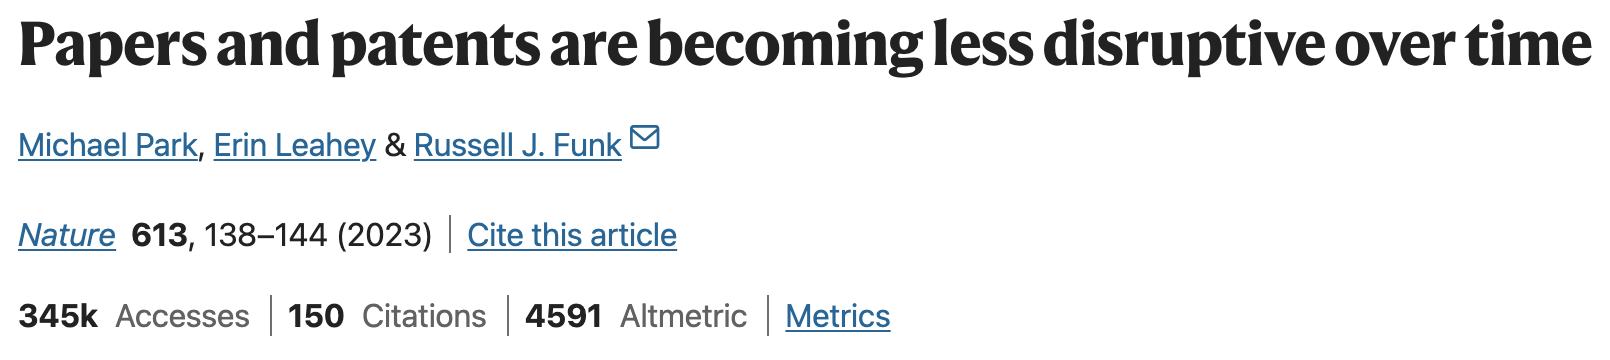 Papers and patents are becoming less disruptive over time
Michael Park, Erin Leahey & Russell J. Funk
Nature 613, 138–144 (2023) | Cite this article
345k Accesses | 150 Citations | 4591 Altmetric | Metrics